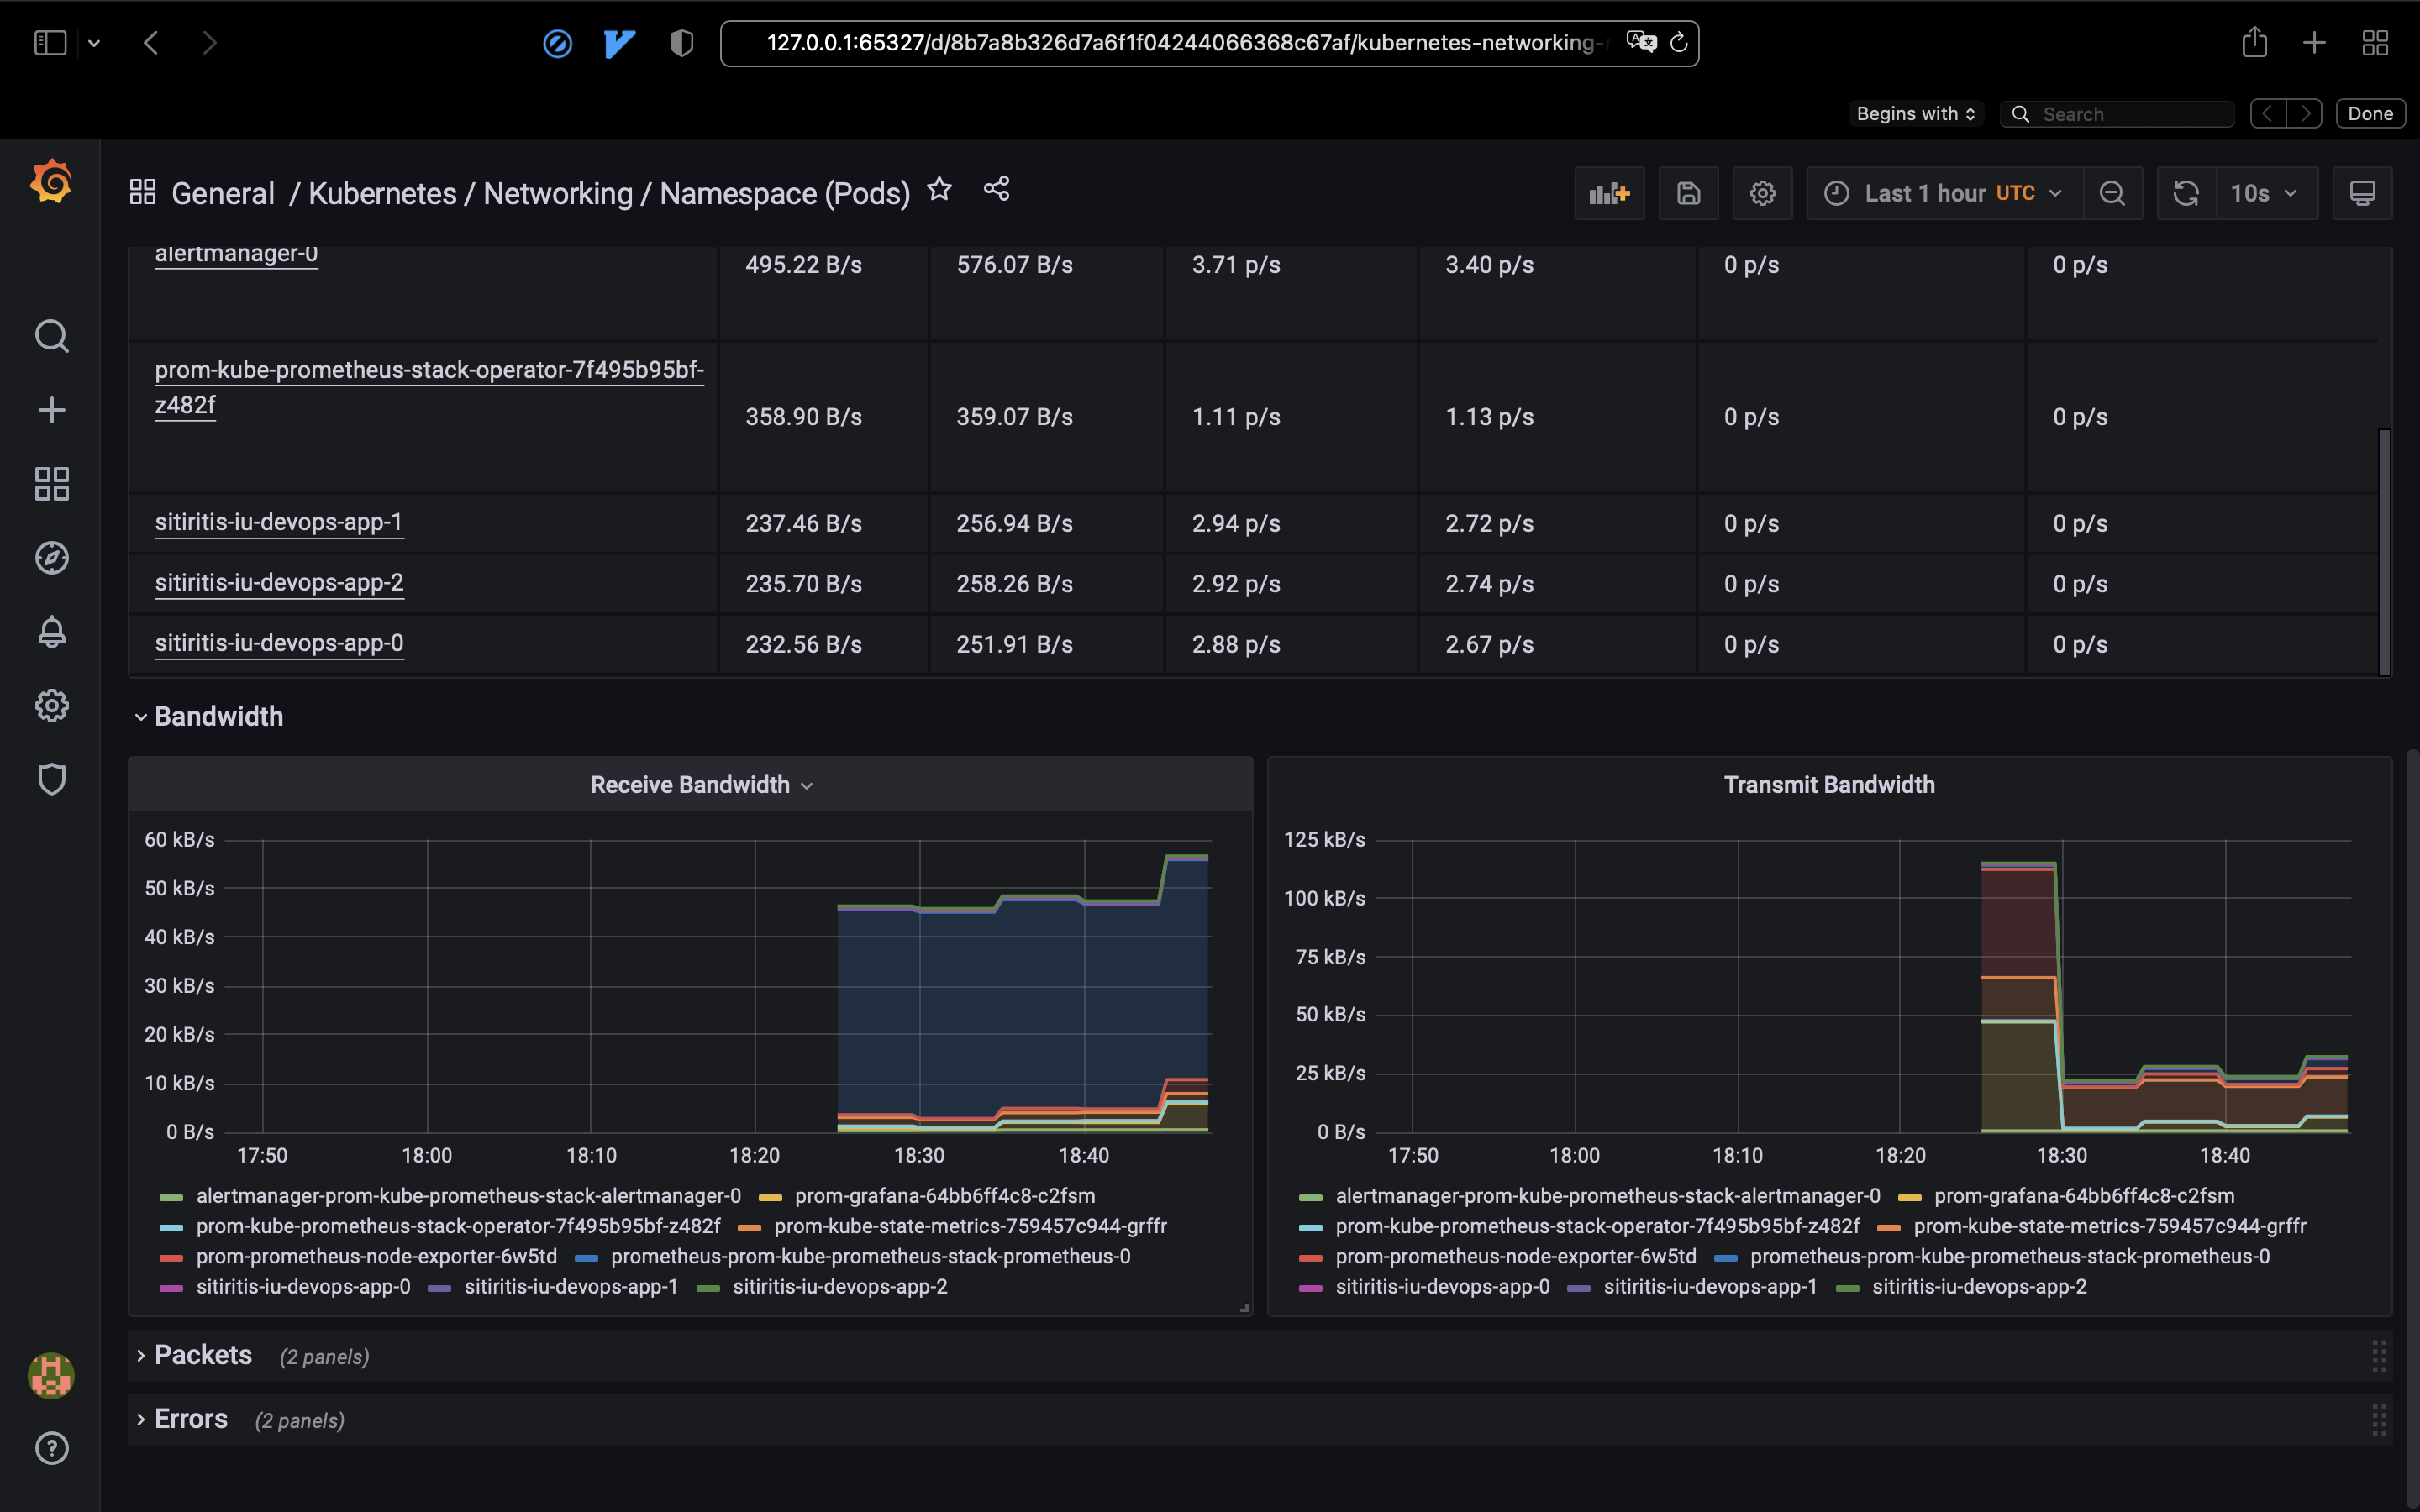 127.0.0.1:65327/d/8b7a8b326d7a6f1f04244066368c67af/kubernetes-networking-
Begins with Search Done
General / Kubernetes / Networking / Namespace (Pods) Last 1 hour UTC 10s
alertmanager-0 495.22 B/s 576.07 B/s 3.71 p/s 3.40 p/s 0 p/s 0 p/s
prom-kube-prometheus-stack-operator-7f495b95bf-
z482f 358.90 B/s 359.07 B/s 1.11 p/s 1.13 p/s 0 p/s 0 p/s
sitiritis-iu-devops-app-1 237.46 B/s 256.94 B/s 2.94 p/s 2.72 p/s 0 p/s 0 p/s
sitiritis-iu-devops-app-2 235.70 B/s 258.26 B/s 2.92 p/s 2.74 p/s 0 p/s 0 p/s
sitiritis-iu-devops-app-0 232.56 B/s 251.91 B/s 2.88 p/s 2.67 p/s 0 p/s 0 p/s
Bandwidth
Receive Bandwidth
60 kB/s
50 kB/s
40 kB/s
30 kB/s
20 kB/s
10 kB/s
0 B/s
17:50 18:00 18:10 18:20 18:30 18:40
alertmanager-prom-kube-prometheus-stack-alertmanager-0 prom-grafana-64bb6ff4c8-c2fsm
prom-kube-prometheus-stack-operator-7f495b95bf-z482f prom-kube-state-metrics-759457c944-grffr
prom-prometheus-node-exporter-6w5td prometheus-prom-kube-prometheus-stack-prometheus-0
sitiritis-iu-devops-app-0 sitiritis-iu-devops-app-1 sitiritis-iu-devops-app-2
Transmit Bandwidth
125 kB/s
100 kB/s
75 kB/s
50 kB/s
25 kB/s
0 B/s
17:50 18:00 18:10 18:20 18:30 18:40
alertmanager-prom-kube-prometheus-stack-alertmanager-0 prom-grafana-64bb6ff4c8-c2fsm
prom-kube-prometheus-stack-operator-7f495b95bf-z482f prom-kube-state-metrics-759457c944-grffr
prom-prometheus-node-exporter-6w5td prometheus-prom-kube-prometheus-stack-prometheus-0
sitiritis-iu-devops-app-0 sitiritis-iu-devops-app-1 sitiritis-iu-devops-app-2
Packets (2 panels)
Errors (2 panels)